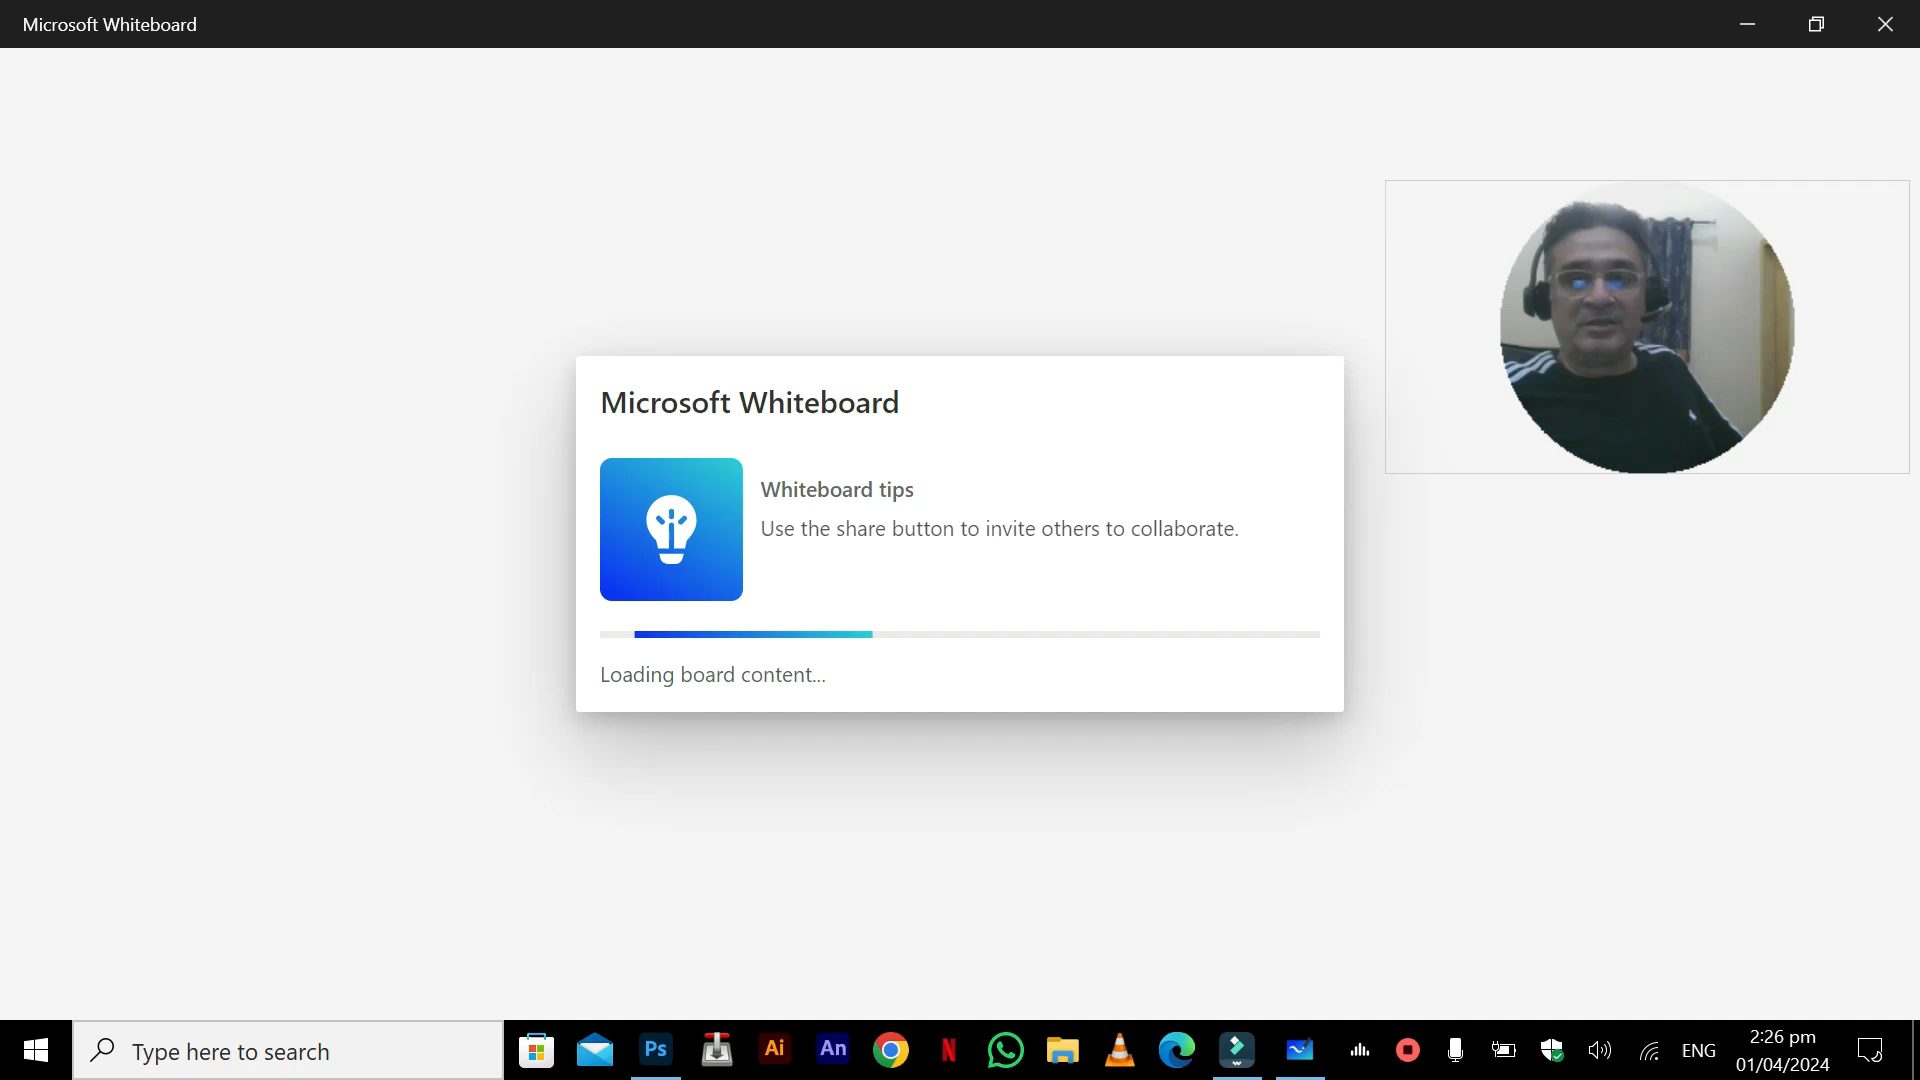 Microsoft Whiteboard
Microsoft Whiteboard
Whiteboard tips
Use the share button to invite others to collaborate.
Loading board content...
Type here to search
Ps
Ai
An
N
ENG
2:26 pm
01/04/2024